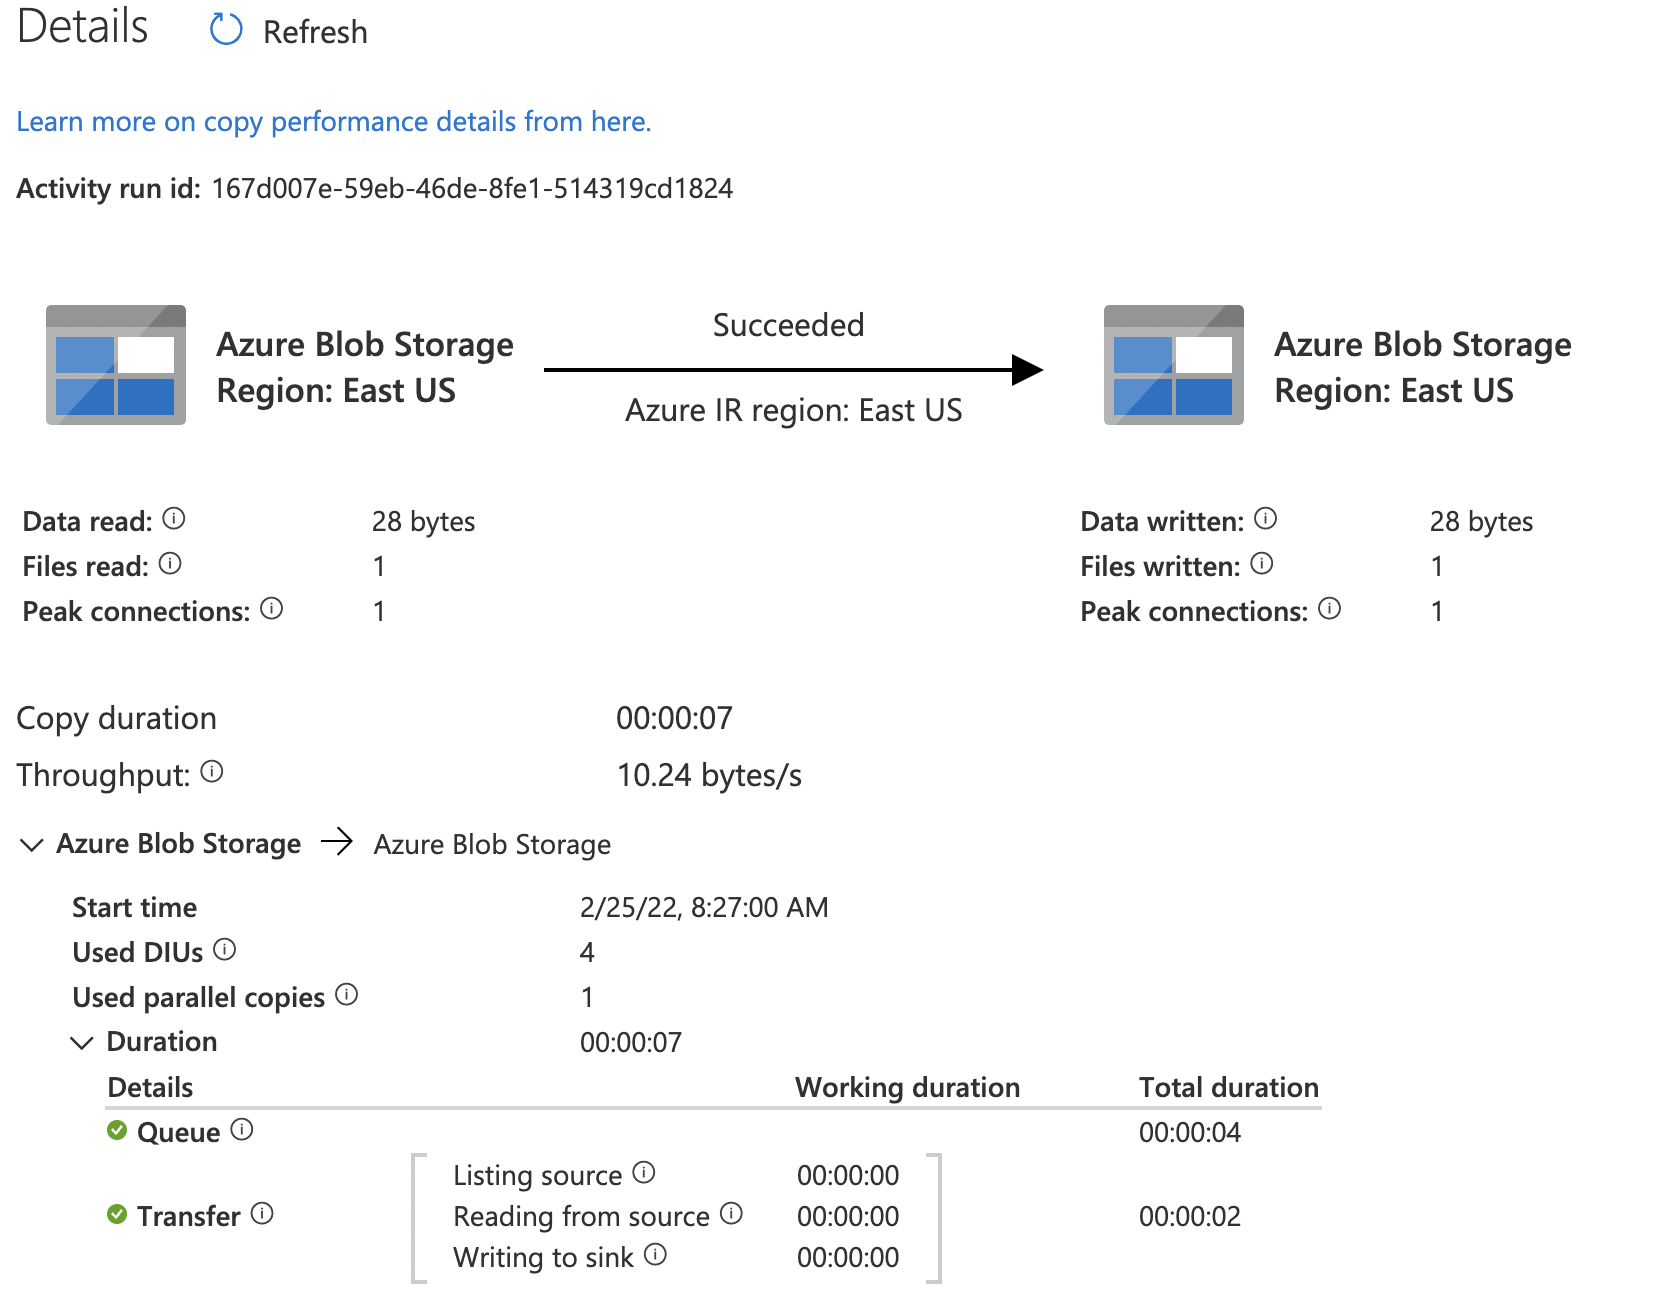 Details Refresh
Learn more on copy performance details from here.
Activity run id: 167d007e-59eb-46de-8fe1-514319cd1824
Succeeded
Azure Blob Storage
Region: East US
Azure IR region: East US
Azure Blob Storage
Region: East US
Data read: 28 bytes
Files read: 1
Peak connections: 1
Data written: 28 bytes
Files written: 1
Peak connections: 1
Copy duration 00:00:07
Throughput: 10.24 bytes/s
Azure Blob Storage → Azure Blob Storage
Start time 2/25/22, 8:27:00 AM
Used DIUs 4
Used parallel copies 1
Duration 00:00:07
Details Working duration Total duration
Queue 00:00:04
Listing source 00:00:00
Transfer Reading from source 00:00:00 00:00:02
Writing to sink 00:00:00